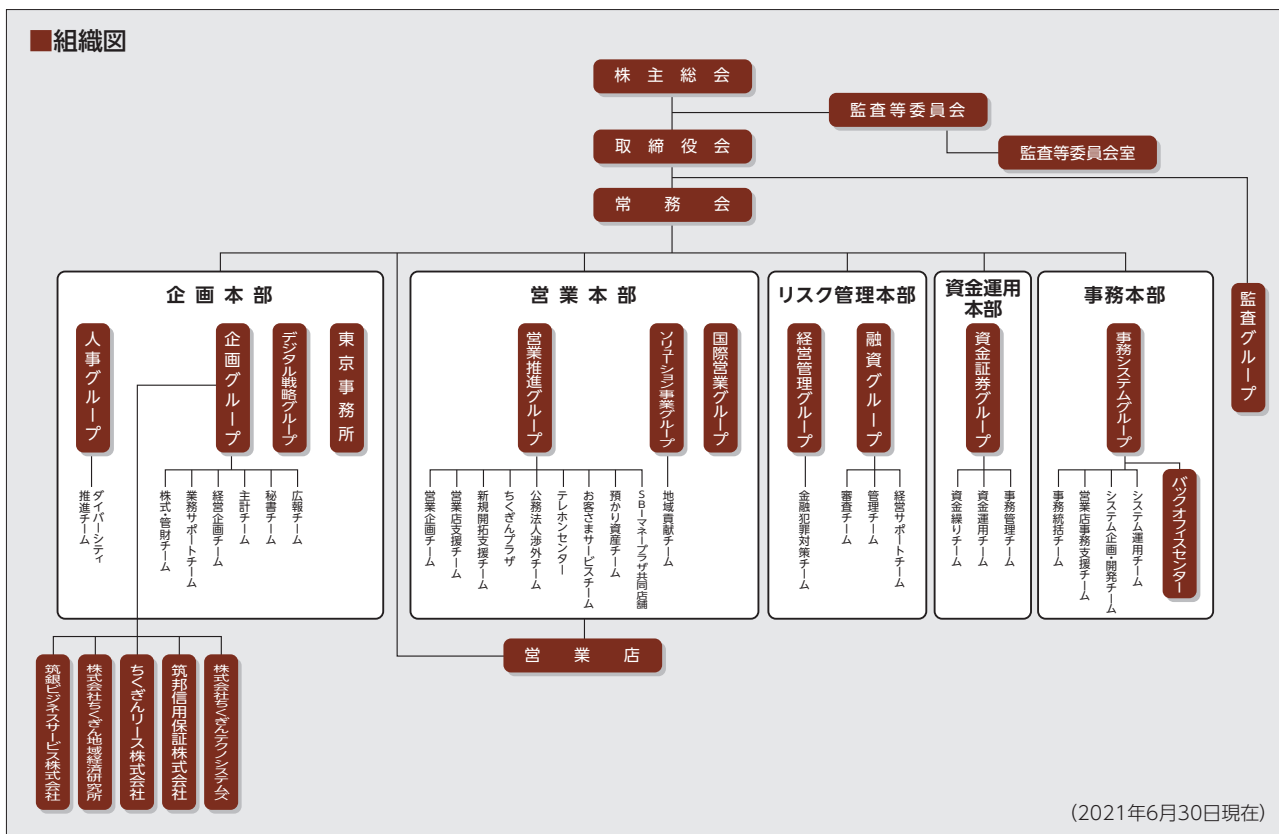 ■組織図
株主総会
監査等委員会
取締役会
監査等委員会室
常務会
企画本部
人事グループ
ダイバーシティ
推進チーム
企画グループ
株式・管財チーム
業務サポートチーム
経営企画チーム
主計チーム
秘書チーム
広報チーム
デジタル戦略グループ
東京事務所
営業本部
営業推進グループ
営業企画チーム
営業店支援チーム
新規開拓支援チーム
ちくぎんプラザ
公務法人渉外チーム
テレホンセンター
お客さまサービスチーム
預かり資産チーム
SBIマネープラザ共同店舗
ソリューション事業グループ
地域貢献チーム
国際営業グループ
リスク管理本部
経営管理グループ
金融犯罪対策チーム
融資グループ
審査チーム
管理チーム
経営サポートチーム
資金運用
本部
資金証券グループ
資金繰りチーム
資金運用チーム
事務管理チーム
事務本部
事務システムグループ
事務統括チーム
営業店事務支援チーム
システム企画・開発チーム
システム運用チーム
バックオフィスセンター
監査グループ
営業店
筑銀ビジネスサービス株式会社
株式会社ちくぎん地域経済研究所
ちくぎんリース株式会社
筑邦信用保証株式会社
株式会社ちくぎんテクノシステムズ
(2021年6月30日現在)